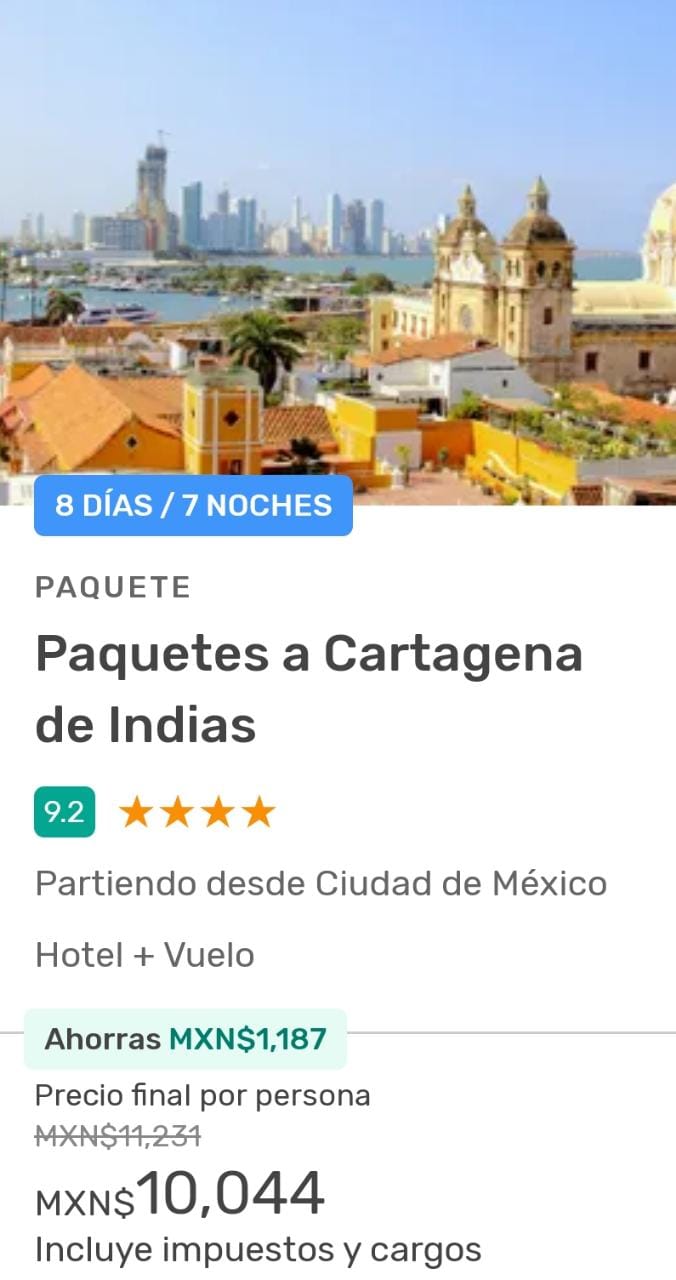 8 DÍAS / 7 NOCHES
PAQUETE
Paquetes a Cartagena
de Indias
9.2 ★★★★
Partiendo desde Ciudad de México
Hotel + Vuelo
Ahorras MXN$1,187
Precio final por persona
MXN$11,231
MXN$10,044
Incluye impuestos y cargos